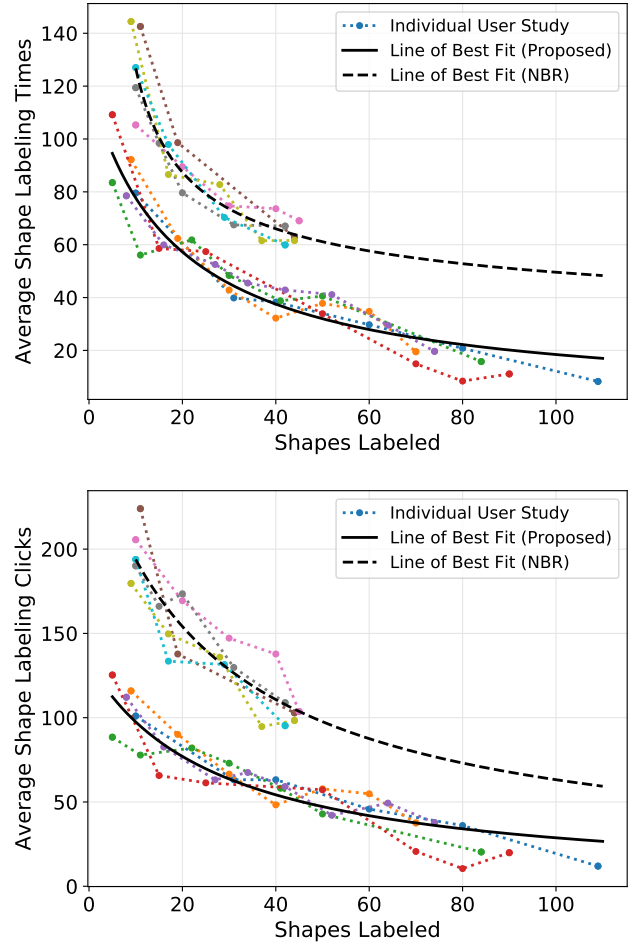 140
120
100
80
60
40
20
Average Shape Labeling Times
Individual User Study
Line of Best Fit (Proposed)
Line of Best Fit (NBR)
0 20 40 60 80 100
Shapes Labeled
200
150
100
50
0
Average Shape Labeling Clicks
Individual User Study
Line of Best Fit (Proposed)
Line of Best Fit (NBR)
0 20 40 60 80 100
Shapes Labeled